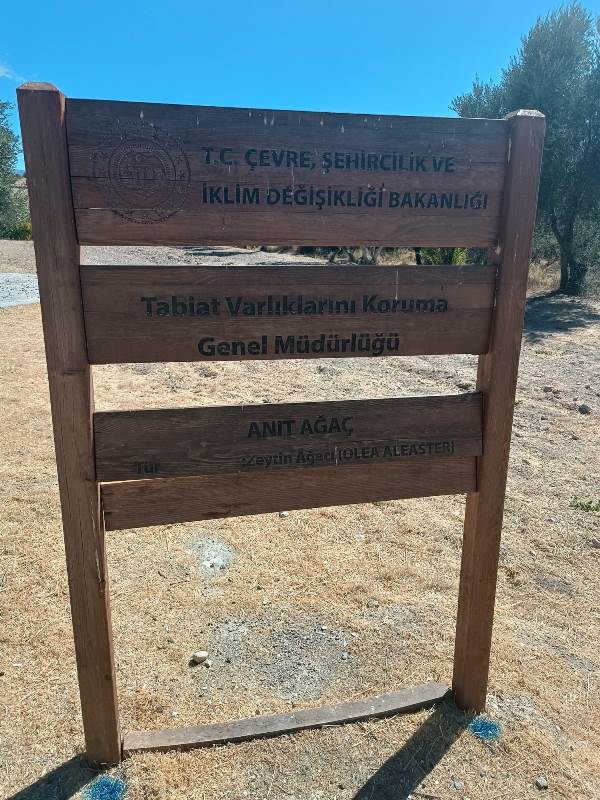 T.C. ÇEVRE, ŞEHİRCİLİK VE
İKLİM DEĞİŞİKLİĞİ BAKANLIĞI
Tabiat Varlıklarını Koruma
Genel Müdürlüğü
ANIT AĞAÇ
Tür :Zeytin Ağacı (OLEA ALEASTER)